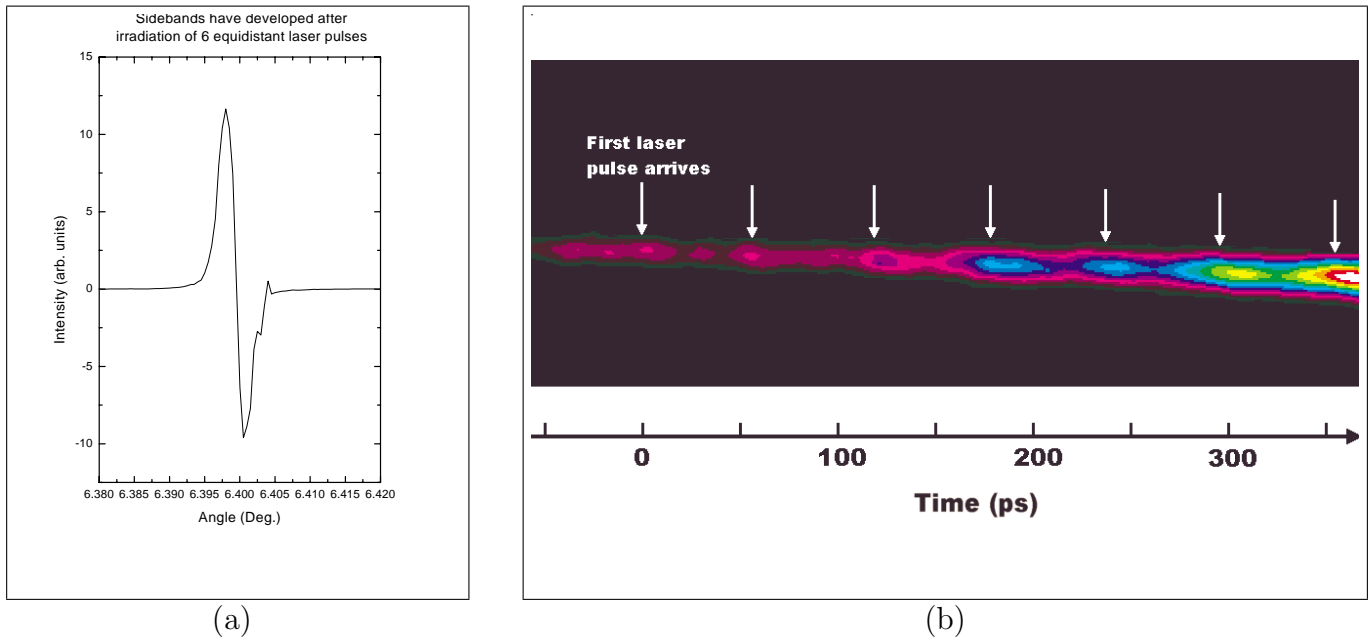 Sidebands have developed after
irradiation of 6 equidistant laser pulses
15
10
5
0
-5
-10
Intensity (arb. units)
6.380 6.385 6.390 6.395 6.400 6.405 6.410 6.415 6.420
Angle (Deg.)
(a)
First laser
pulse arrives
0 100 200 300
Time (ps)
(b)